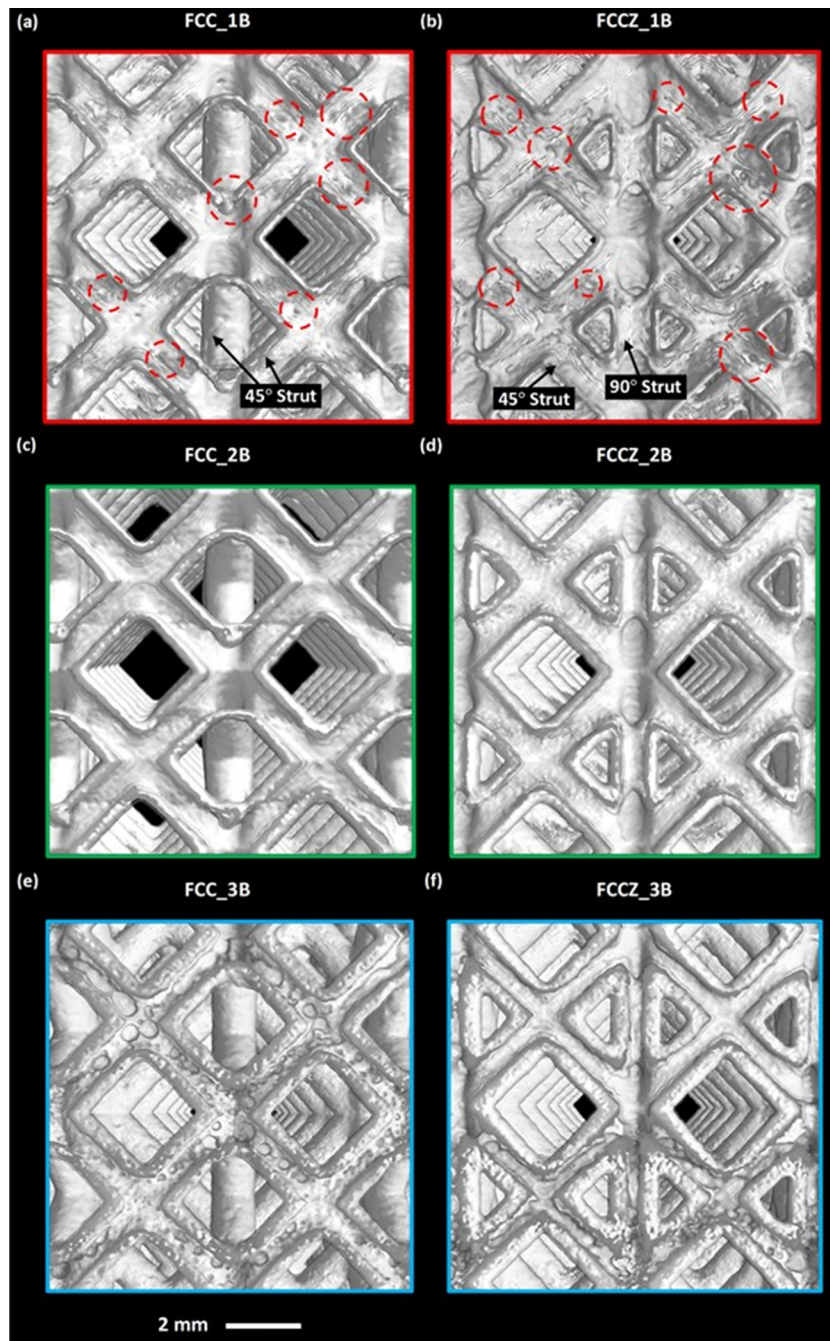 (a) FCC_1B
(b) FCCZ_1B
45° Strut
45° Strut
90° Strut
(c) FCC_2B
(d) FCCZ_2B
(e) FCC_3B
(f) FCCZ_3B
2 mm